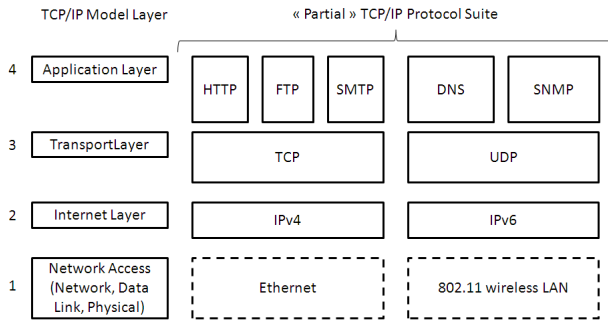 TCP/IP Model Layer
« Partial » TCP/IP Protocol Suite
4
Application Layer
HTTP
FTP
SMTP
DNS
SNMP
3
TransportLayer
TCP
UDP
2
Internet Layer
IPv4
IPv6
1
Network Access
(Network, Data
Link, Physical)
Ethernet
802.11 wireless LAN